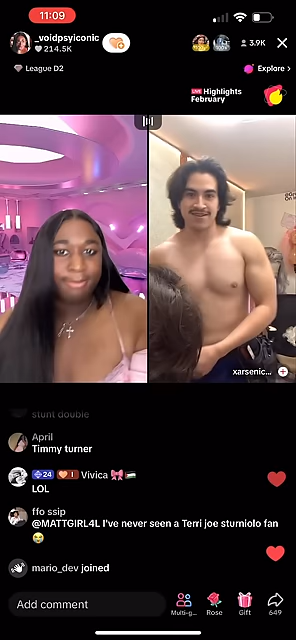 11:09
_voidpsyiconic
214.5K
3.9K
League D2
Explore >
LIVE Highlights
February
xarsenic...
stunt double
April
Timmy turner
24 I Vivica 🎀🇵🇸
LOL
ffo ssip
@MATTGIRL4L I've never seen a Terri joe sturniolo fan
😭
mario_dev joined
Add comment
Multi-g...
Rose
Gift
649